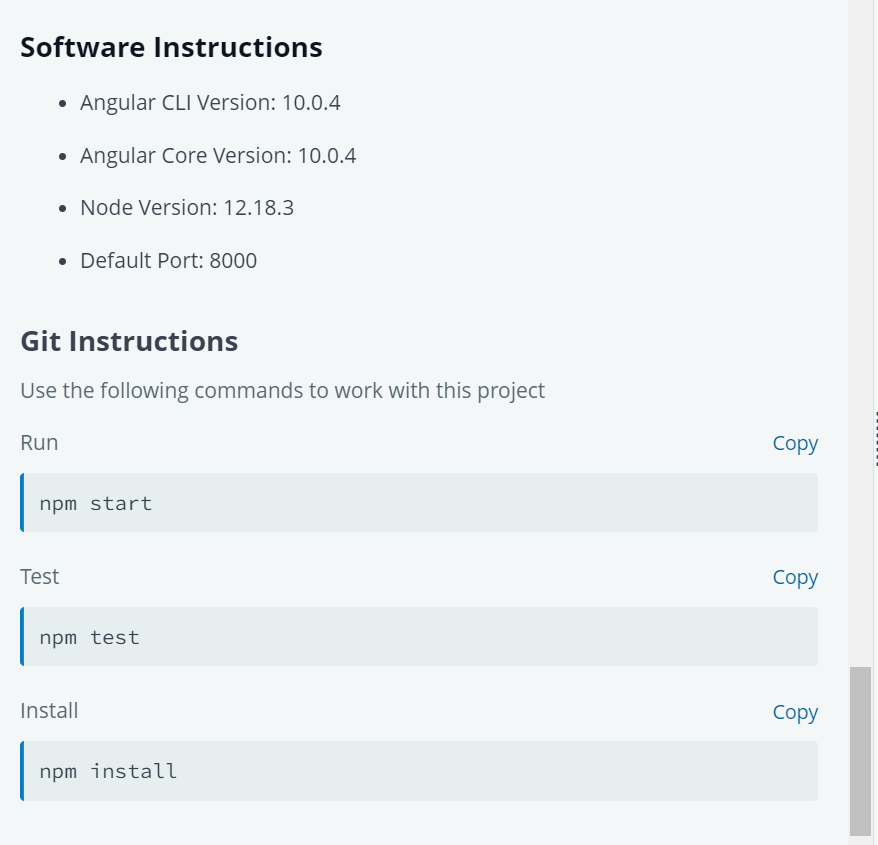 Software Instructions
Angular CLI Version: 10.0.4
Angular Core Version: 10.0.4
Node Version: 12.18.3
Default Port: 8000
Git Instructions
Use the following commands to work with this project
Run Copy
npm start
Test Copy
npm test
Install Copy
npm install